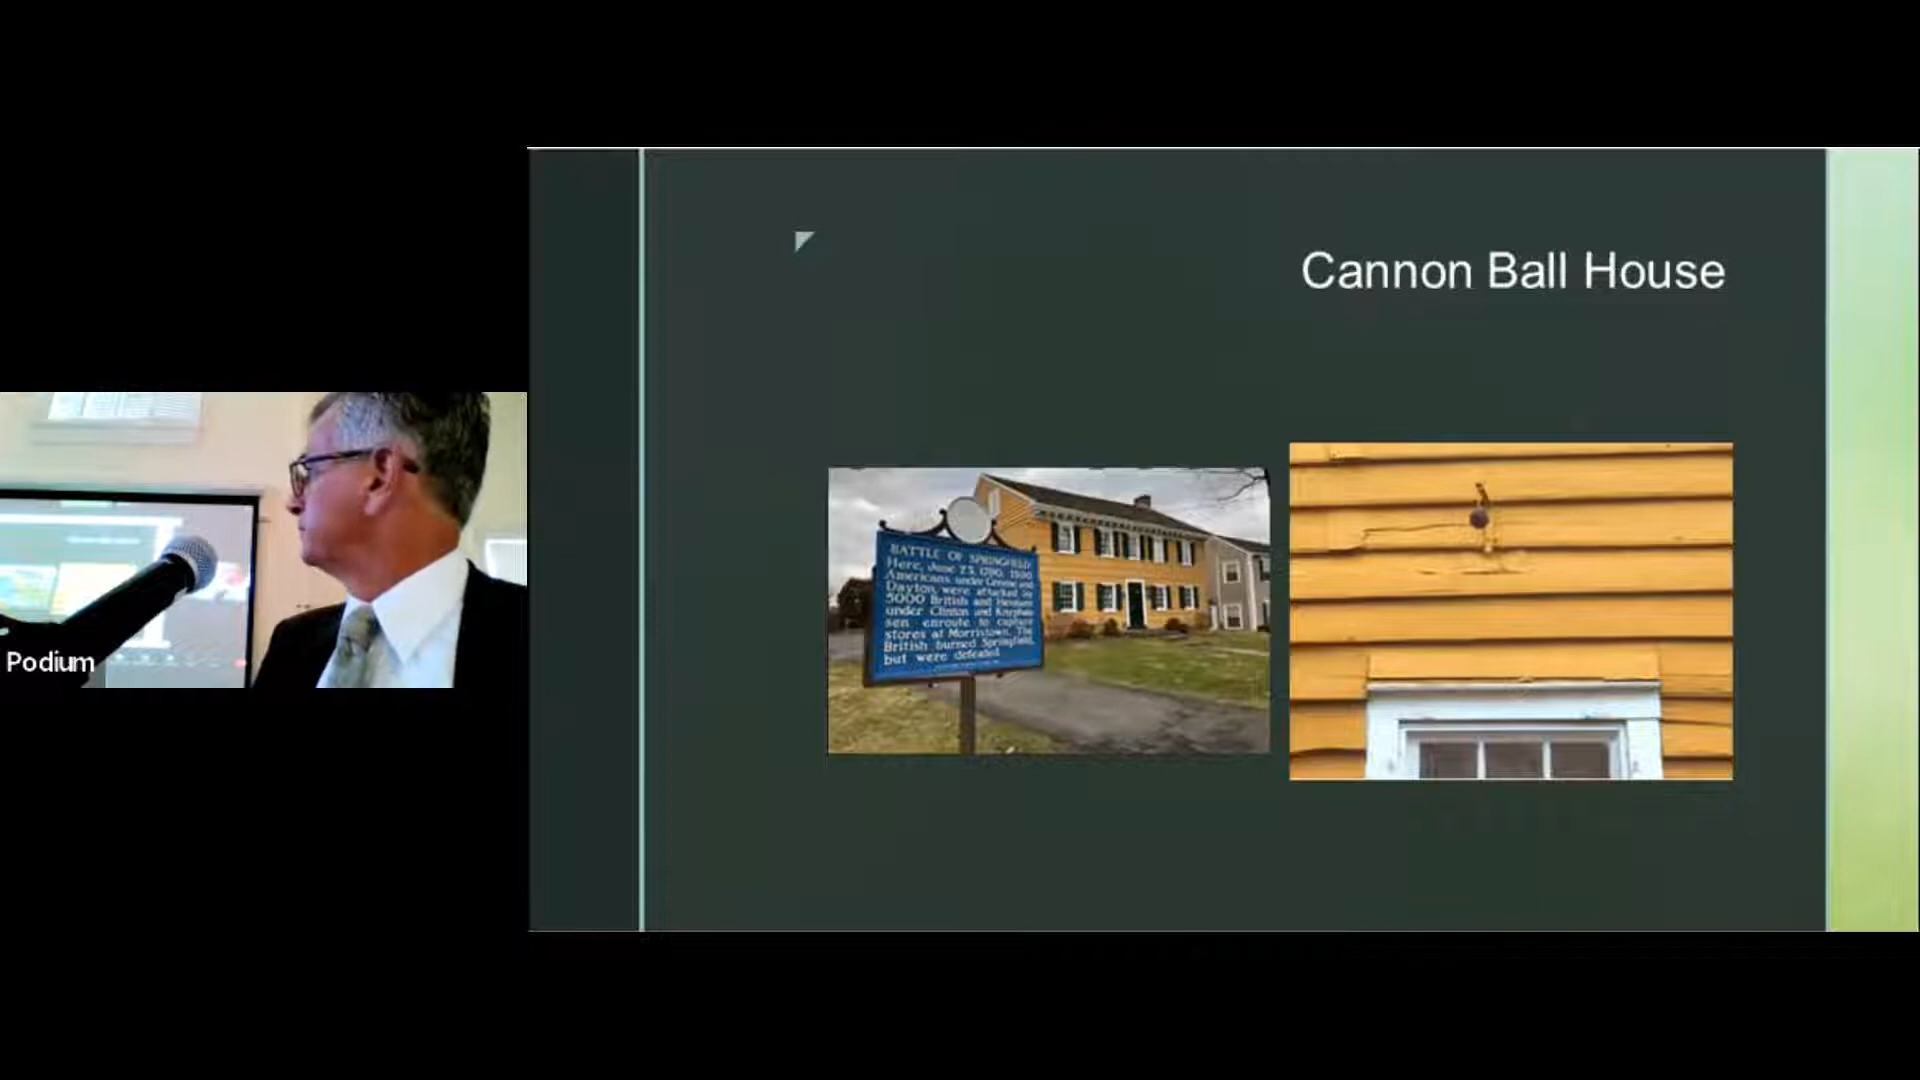 Cannon Ball House
BATTLE OF SPRINGFIELD
Here, June 23, 1780, 1500
Americans under Greene and
Dayton, were attacked by
5000 British and Hessians
under Clinton and Knyphau
sen enroute to capture
stores at Morristown. The
British burned Springfield,
but were defeated.
Podium